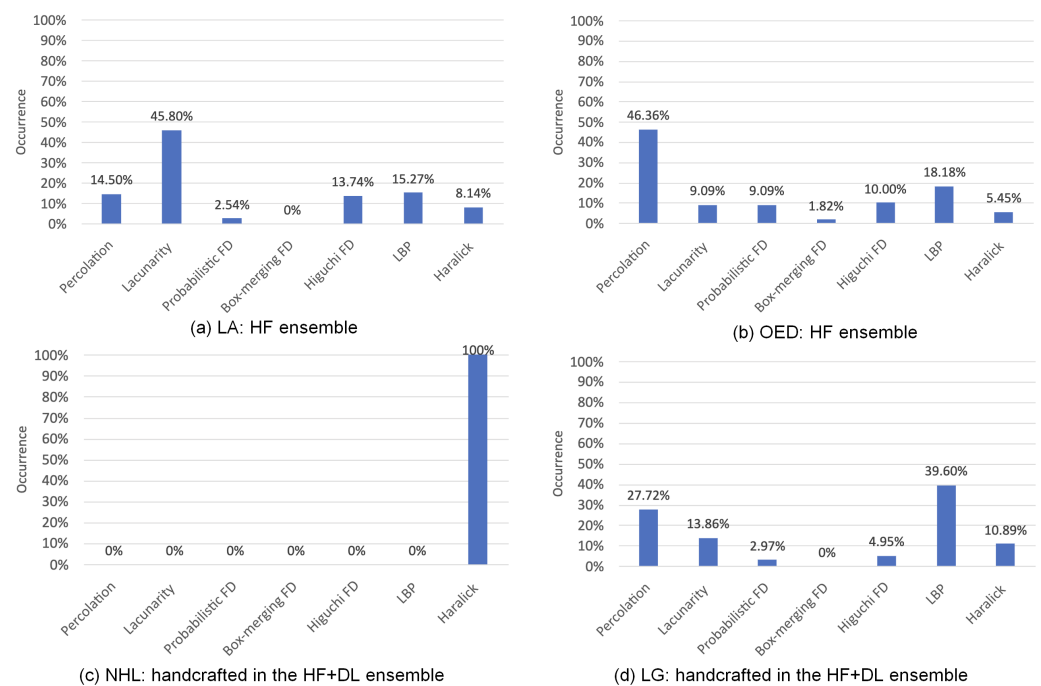 100%
90%
80%
70%
60%
50%
40%
30%
20%
10%
0%
Occurrence
14.50%
45.80%
2.54%
0%
13.74%
15.27%
8.14%
Percolation
Lacunarity
Probabilistic FD
Box-merging FD
Higuchi FD
LBP
Haralick
(a) LA: HF ensemble
100%
90%
80%
70%
60%
50%
40%
30%
20%
10%
0%
Occurrence
46.36%
9.09%
9.09%
1.82%
10.00%
18.18%
5.45%
Percolation
Lacunarity
Probabilistic FD
Box-merging FD
Higuchi FD
LBP
Haralick
(b) OED: HF ensemble
100%
90%
80%
70%
60%
50%
40%
30%
20%
10%
0%
Occurrence
0%
0%
0%
0%
0%
0%
100%
Percolation
Lacunarity
Probabilistic FD
Box-merging FD
Higuchi FD
LBP
Haralick
(c) NHL: handcrafted in the HF+DL ensemble
100%
90%
80%
70%
60%
50%
40%
30%
20%
10%
0%
Occurrence
27.72%
13.86%
2.97%
0%
4.95%
39.60%
10.89%
Percolation
Lacunarity
Probabilistic FD
Box-merging FD
Higuchi FD
LBP
Haralick
(d) LG: handcrafted in the HF+DL ensemble